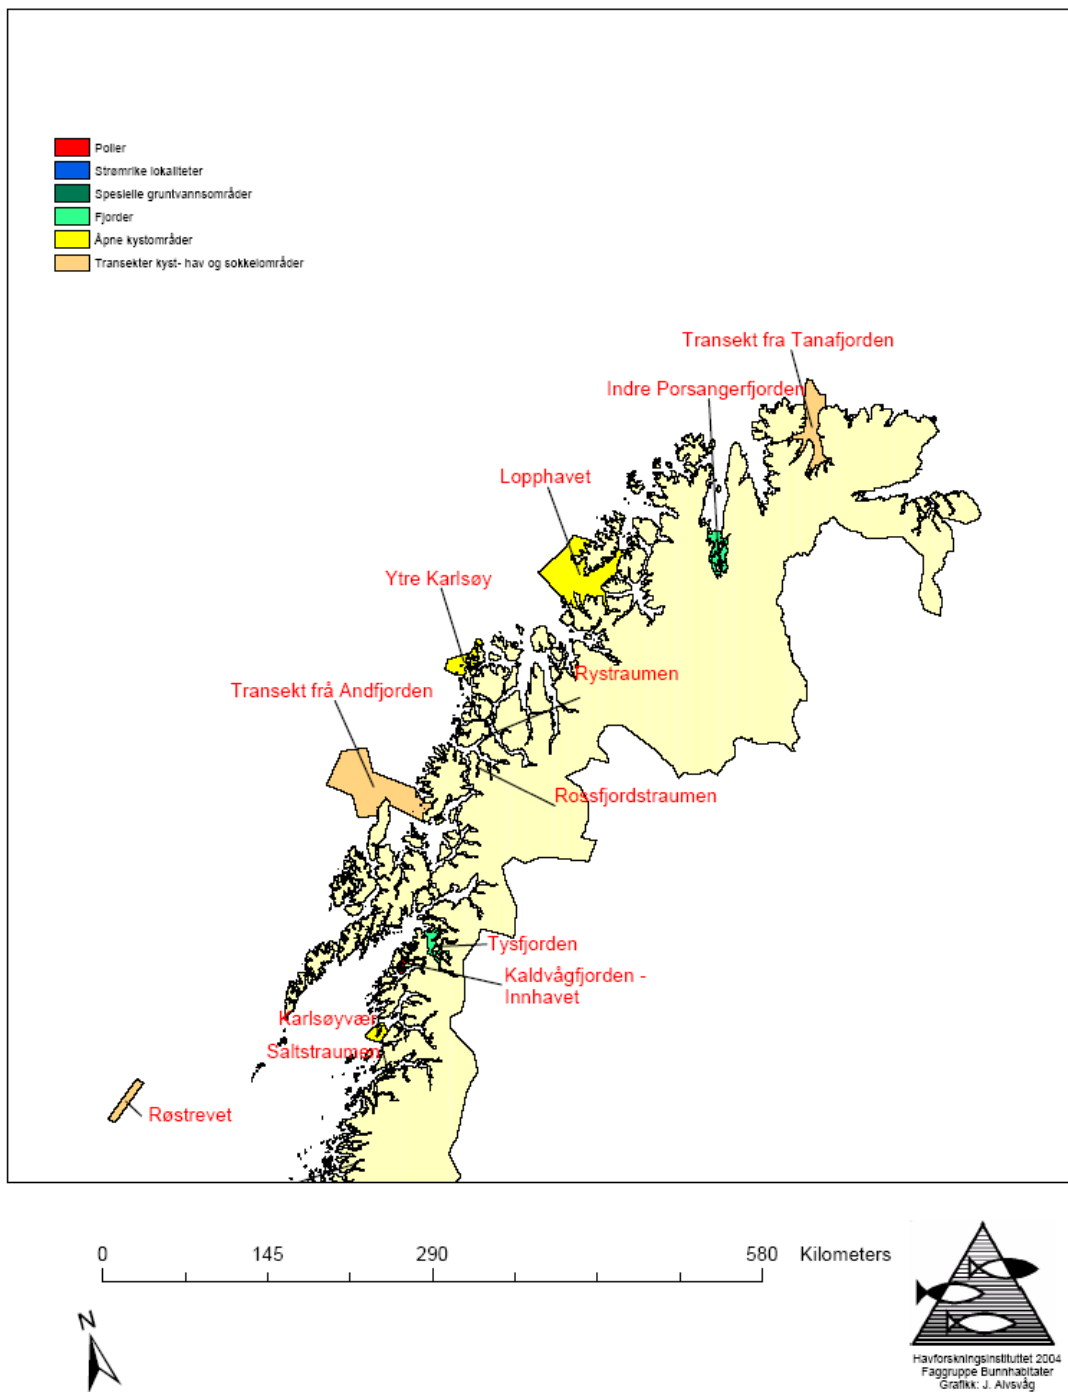 Poller
Strømrike lokaliteter
Spesielle gruntvannsområder
Fjorder
Åpne kystområder
Transekter kyst- hav og sokkelområder
Transekt fra Tanafjorden
Indre Porsangerfjorden
Lopphavet
Ytre Karlsøy
Rystraumen
Transekt frå Andfjorden
Rossfjordstraumen
Tysfjorden
Kaldvågfjorden -
Innhavet
Karlsøyvær
Saltstraumen
Røstrevet
0 145 290 580 Kilometers
N
Havforskningsinstituttet 2004
Faggruppe Bunnhabitater
Grafikk: J. Alvsvåg